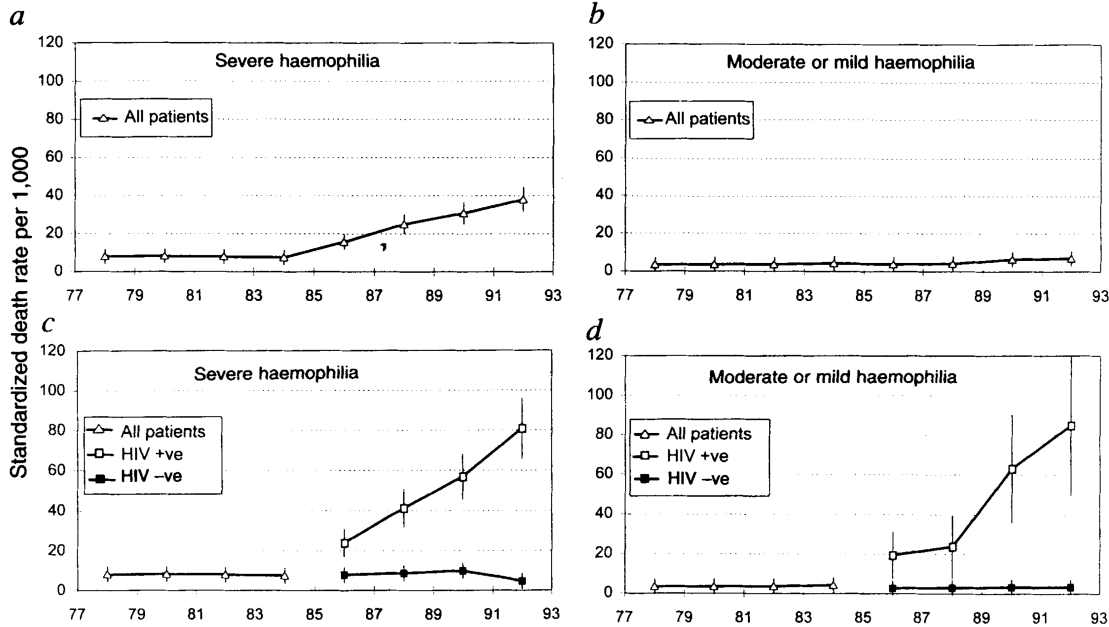 Standardized death rate per 1,000
a
Severe haemophilia
All patients
120
100
80
60
40
20
0
77 79 81 83 85 87 89 91 93
b
Moderate or mild haemophilia
All patients
120
100
80
60
40
20
0
77 79 81 83 85 87 89 91 93
c
Severe haemophilia
All patients
HIV +ve
HIV –ve
120
100
80
60
40
20
0
77 79 81 83 85 87 89 91 93
d
Moderate or mild haemophilia
All patients
HIV +ve
HIV –ve
120
100
80
60
40
20
0
77 79 81 83 85 87 89 91 93